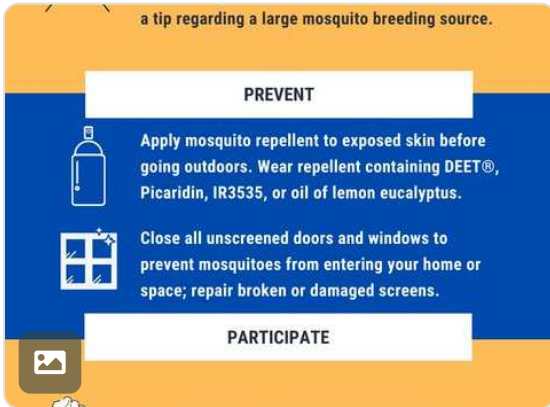 a tip regarding a large mosquito breeding source.
PREVENT
Apply mosquito repellent to exposed skin before
going outdoors. Wear repellent containing DEET®,
Picaridin, IR3535, or oil of lemon eucalyptus.
Close all unscreened doors and windows to
prevent mosquitoes from entering your home or
space; repair broken or damaged screens.
PARTICIPATE